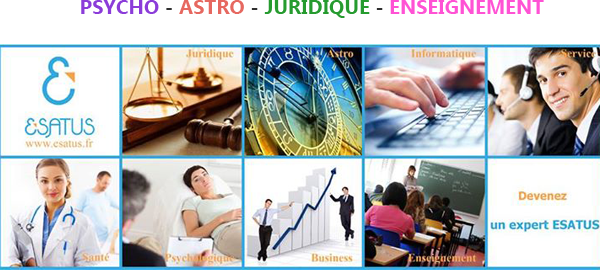 PSYCHO - ASTRO - JURIDIQUE - ENSEIGNEMENT
ESATUS
www.esatus.fr
Juridique
Astro
Informatique
Service
Santé
Psychologique
Business
Enseignement
Devenez
un expert ESATUS